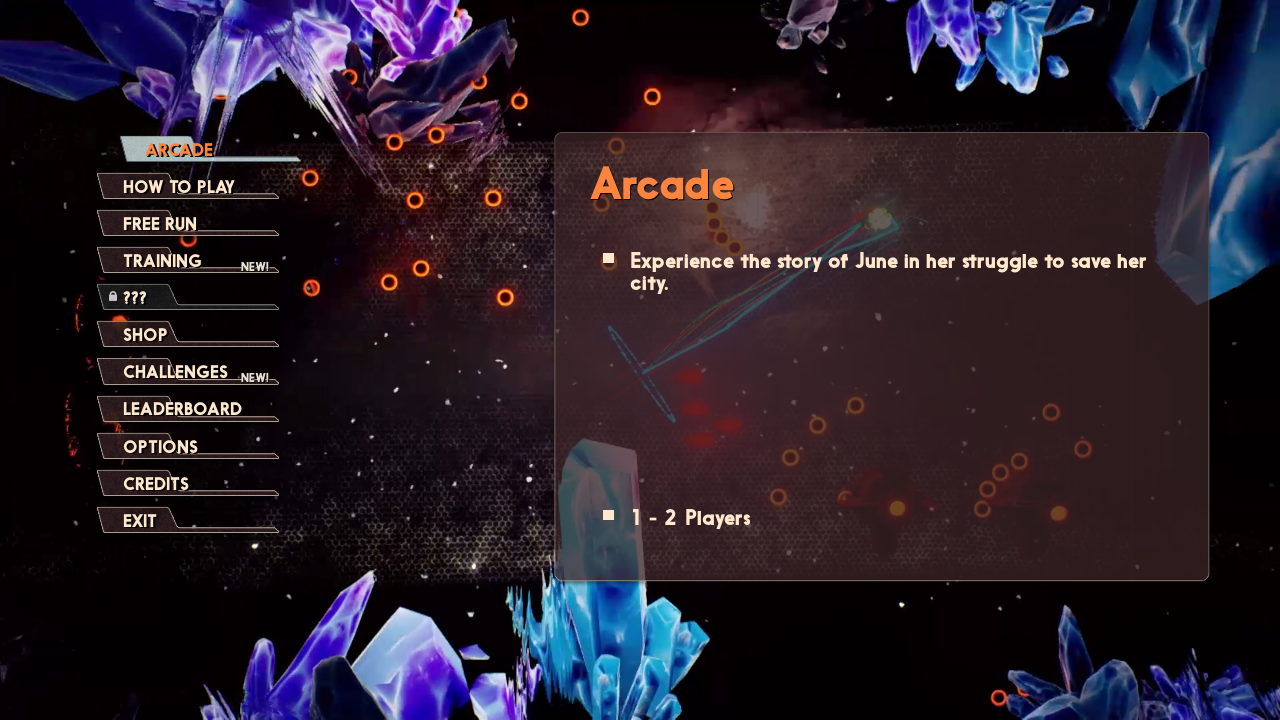 ARCADE
HOW TO PLAY
FREE RUN
TRAINING NEW!
???
SHOP
CHALLENGES NEW!
LEADERBOARD
OPTIONS
CREDITS
EXIT
Arcade
Experience the story of June in her struggle to save her
city.
1 - 2 Players